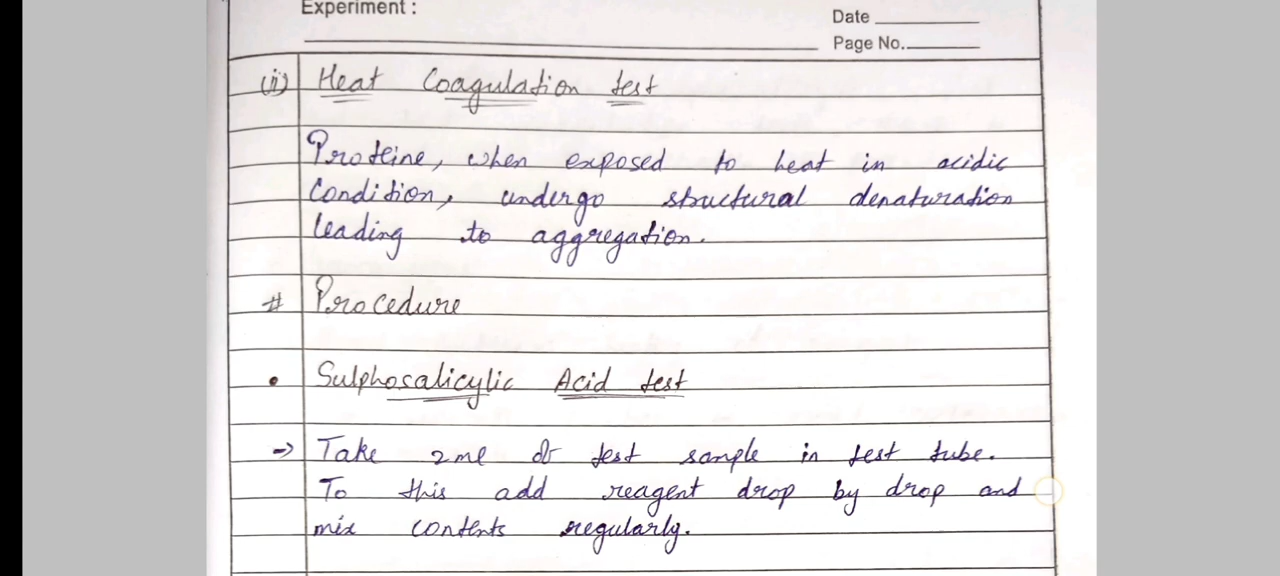 Experiment :
Date
Page No.
(ii) Heat Coagulation test
Proteine, when exposed to heat in acidic
Condition, undergo structural denaturation
leading to aggregation.
# Procedure
• Sulphosalicylic Acid test
→ Take 2ml of test sample in test tube.
To this add reagent drop by drop and
mix contents regularly.